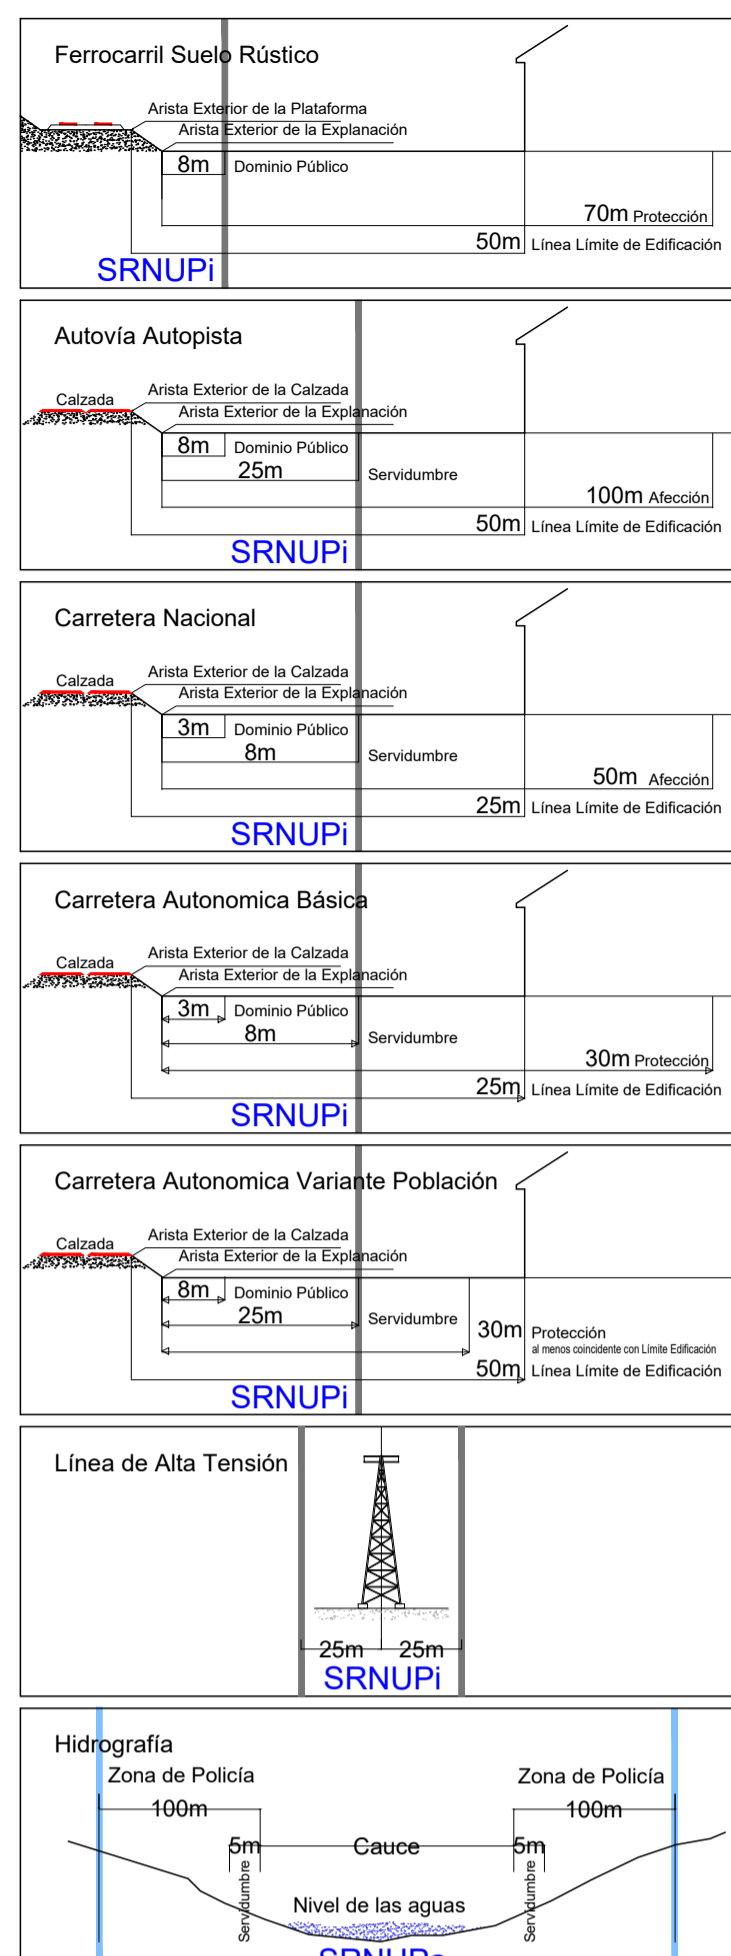 Ferrocarril Suelo Rústico
Arista Exterior de la Plataforma
Arista Exterior de la Explanación
8m Dominio Público
70m Protección
50m Línea Límite de Edificación
SRNUPi
Autovía Autopista
Calzada
Arista Exterior de la Calzada
Arista Exterior de la Explanación
8m Dominio Público
25m Servidumbre
100m Afección
50m Línea Límite de Edificación
SRNUPi
Carretera Nacional
Calzada
Arista Exterior de la Calzada
Arista Exterior de la Explanación
3m Dominio Público
8m Servidumbre
50m Afección
25m Línea Límite de Edificación
SRNUPi
Carretera Autonomica Básica
Calzada
Arista Exterior de la Calzada
Arista Exterior de la Explanación
3m Dominio Público
8m Servidumbre
30m Protección
25m Línea Límite de Edificación
SRNUPi
Carretera Autonomica Variante Población
Calzada
Arista Exterior de la Calzada
Arista Exterior de la Explanación
8m Dominio Público
25m Servidumbre
30m Protección
al menos coincidente con Límite Edificación
50m Línea Límite de Edificación
SRNUPi
Línea de Alta Tensión
25m 25m
SRNUPi
Hidrografía
Zona de Policía Zona de Policía
100m 100m
5m Cauce 5m
Servidumbre Servidumbre
Nivel de las aguas